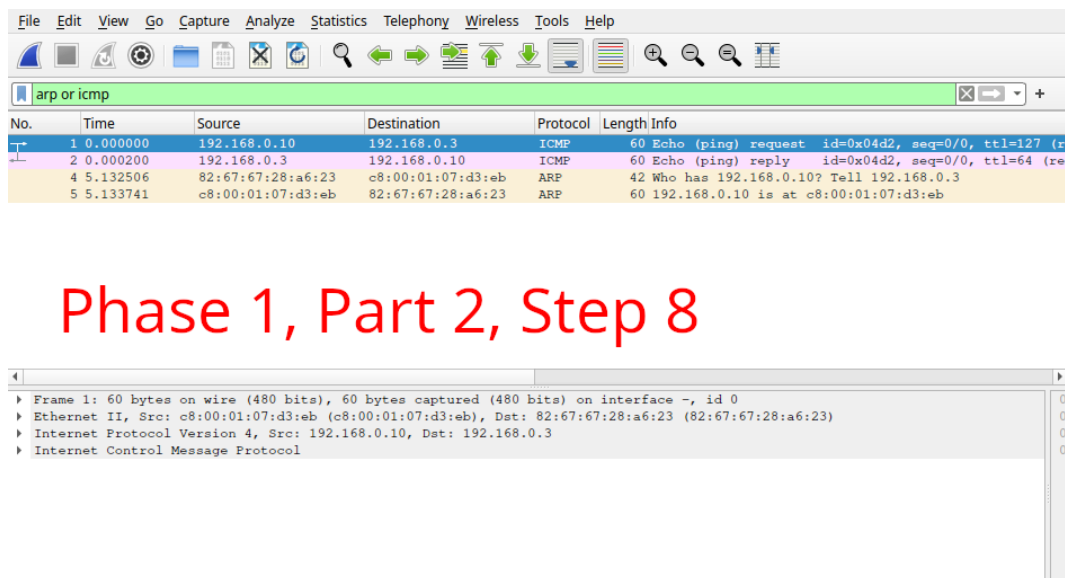 File Edit View Go Capture Analyze Statistics Telephony Wireless Tools Help
arp or icmp
No. Time Source Destination Protocol Length Info
1 0.000000 192.168.0.10 192.168.0.3 ICMP 60 Echo (ping) request id=0x04d2, seq=0/0, ttl=127 (r
2 0.000200 192.168.0.3 192.168.0.10 ICMP 60 Echo (ping) reply id=0x04d2, seq=0/0, ttl=64 (re
4 5.132506 82:67:67:28:a6:23 c8:00:01:07:d3:eb ARP 42 Who has 192.168.0.10? Tell 192.168.0.3
5 5.133741 c8:00:01:07:d3:eb 82:67:67:28:a6:23 ARP 60 192.168.0.10 is at c8:00:01:07:d3:eb
Phase 1, Part 2, Step 8
Frame 1: 60 bytes on wire (480 bits), 60 bytes captured (480 bits) on interface -, id 0
Ethernet II, Src: c8:00:01:07:d3:eb (c8:00:01:07:d3:eb), Dst: 82:67:67:28:a6:23 (82:67:67:28:a6:23)
Internet Protocol Version 4, Src: 192.168.0.10, Dst: 192.168.0.3
Internet Control Message Protocol